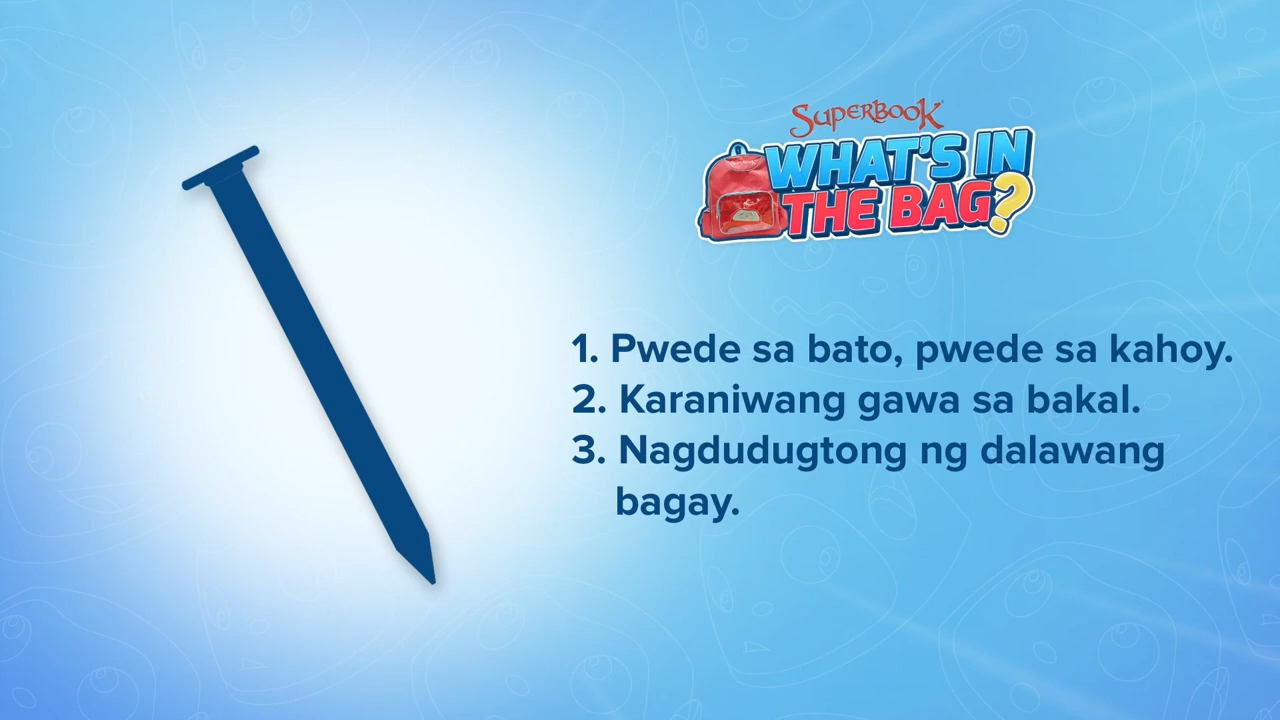 SUPERBOOK
WHAT'S IN
THE BAG?
1. Pwede sa bato, pwede sa kahoy.
2. Karaniwang gawa sa bakal.
3. Nagdudugtong ng dalawang
bagay.